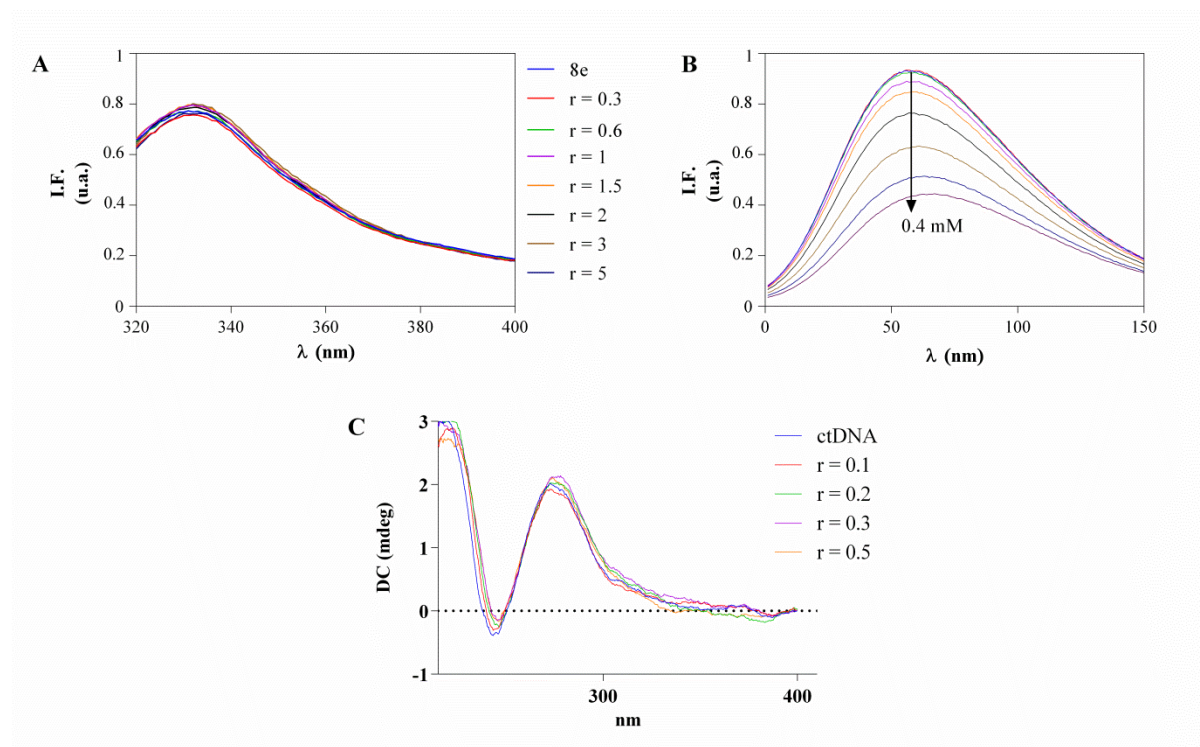 A
I.F.
(u.a.)
1
0.8
0.6
0.4
0.2
0
320
340
360
380
400
λ (nm)
8e
r = 0.3
r = 0.6
r = 1
r = 1.5
r = 2
r = 3
r = 5
B
I.F.
(u.a.)
1
0.8
0.6
0.4
0.2
0
0.4 mM
0
50
100
150
λ (nm)
C
DC (mdeg)
3
2
1
0
-1
300
400
nm
ctDNA
r = 0.1
r = 0.2
r = 0.3
r = 0.5